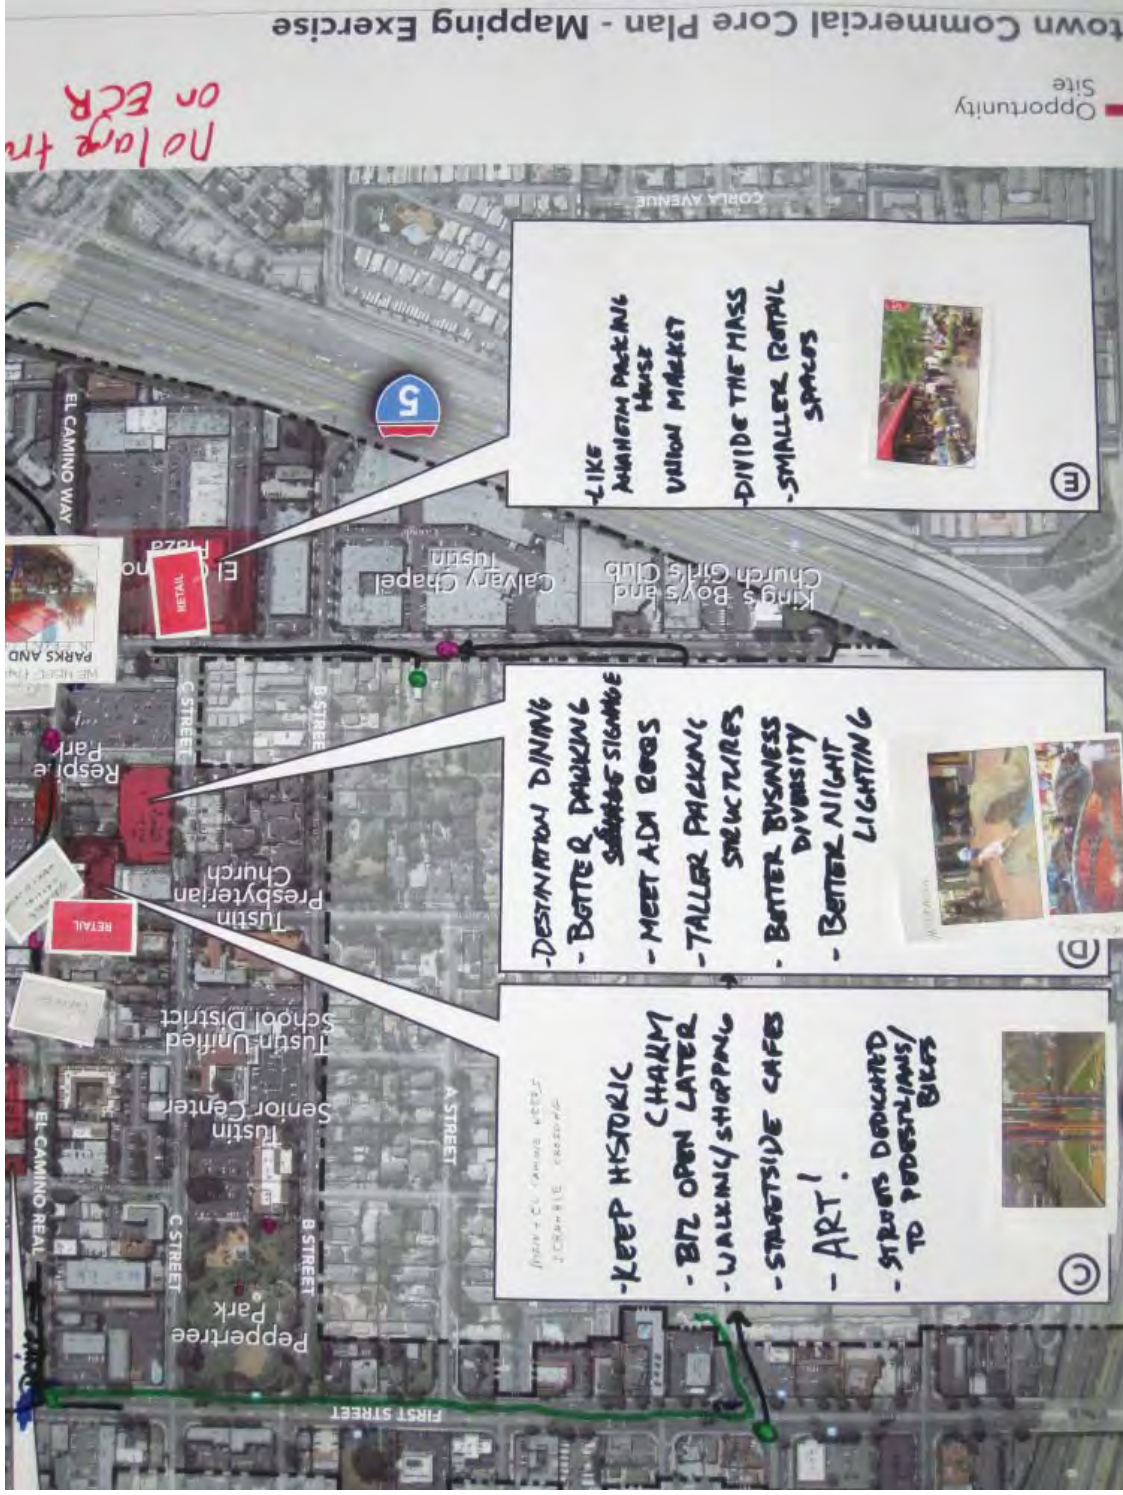 town Commercial Core Plan - Mapping Exercise
Opportunity
Site
No large
on ECR
CORLA AVENUE
- LIKE
ANAHEIM PACKING
HOUSE
UNION MARKET
- DIVIDE THE MASS
- SMALLER RETAIL
SPACES
E
5
EL CAMINO WAY
Plaza
RETAIL
Calvary Chapel
Tustin
King's Boy's and
Church Girl's Club
PARKS AND
C STREET
B STREET
- DESTINATION DINING
- BETTER PARKING
SIGNAGE
- MEET ADA REQS
- TALLER PARKING
STRUCTURES
- BETTER BUSINESS
DIVERSITY
- BETTER NIGHT
LIGHTING
D
Park
Tustin
Presbyterian
Church
RETAIL
Tustin Unified
School District
Tustin
Senior Center
A STREET
EL CAMINO REAL
C STREET
B STREET
Peppertree
Park
FIRST STREET
- KEEP HISTORIC
CHARM
- BIZ OPEN LATER
- WALKING/SHOPPING
- STREETSIDE CAFES
- ART!
- STREETS DEDICATED
TO PEDESTRIANS/
BIKES
C